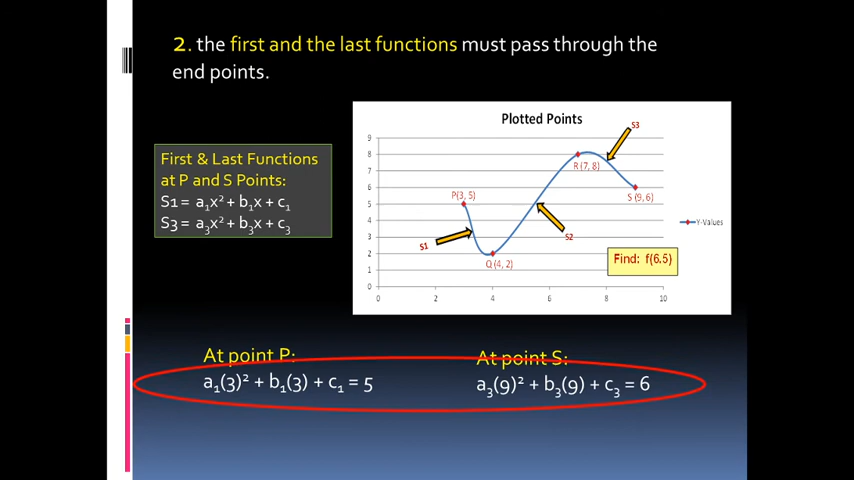 2. the first and the last functions must pass through the
end points.
Plotted Points
First & Last Functions
at P and S Points:
S1 = a₁x² + b₁x + c₁
S3 = a₃x² + b₃x + c₃
9
8
7
6
5
4
3
2
1
0
0
2
4
6
8
10
P(3, 5)
Q (4, 2)
R (7, 8)
S (9, 6)
S1
S2
S3
Y-Values
Find: f(6.5)
At point P:
a₁(3)² + b₁(3) + c₁ = 5
At point S:
a₃(9)² + b₃(9) + c₃ = 6